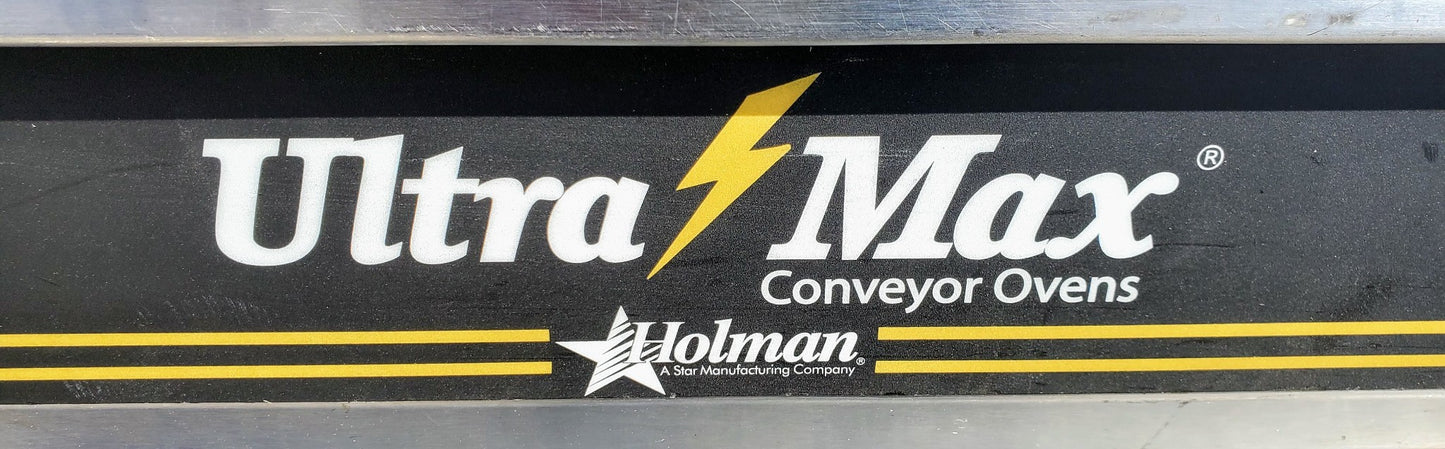 Ultra Max ®
Conveyor Ovens
Holman ®
A Star Manufacturing Company